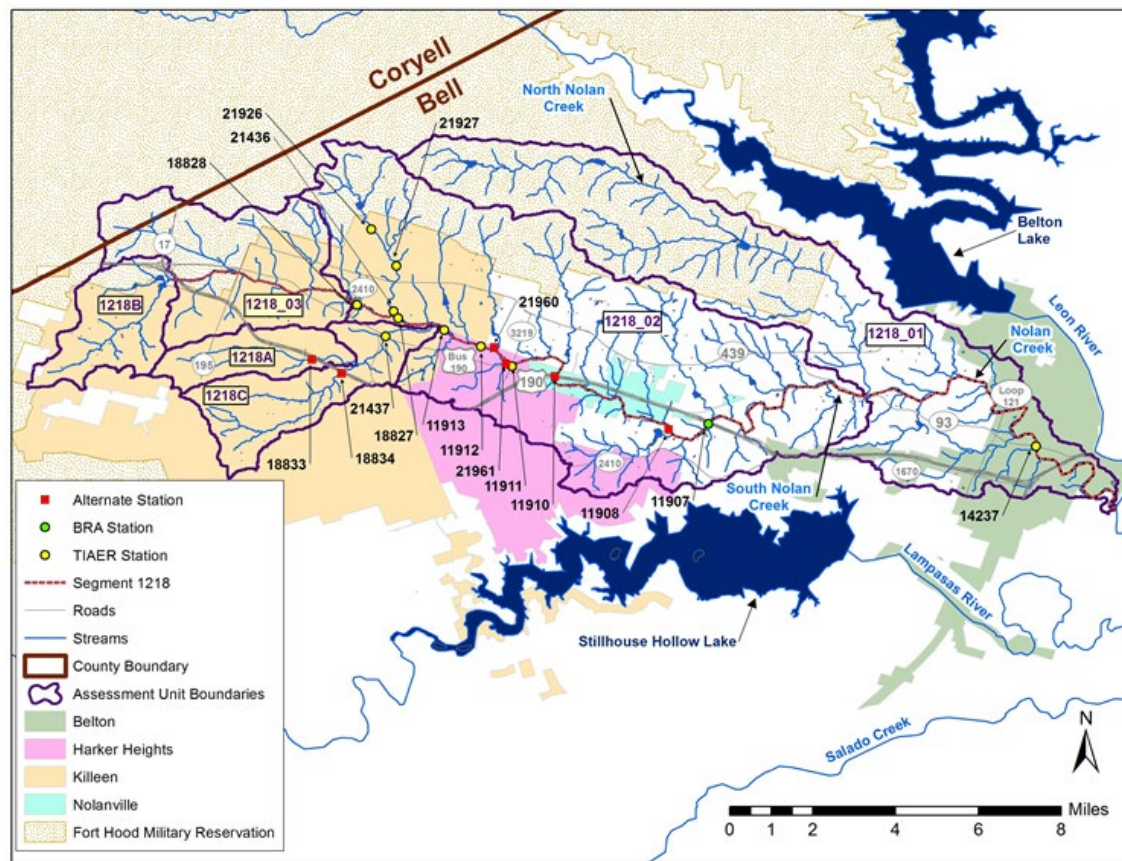 Coryell
Bell
North Nolan
Creek
21926
21436
21927
18828
Belton
Lake
17
2410
1218B
1218_03
21960
1218_02
1218_01
Leon River
3219
Nolan
Creek
1218A
195
Bus
190
439
190
Loop
121
1218C
93
21437
18827
11913
11912
2410
1670
18833
18834
21961
11911
11910
11908
11907
South Nolan
Creek
14237
Lampasas
River
Stillhouse Hollow Lake
Salado Creek
Alternate Station
BRA Station
TIAER Station
Segment 1218
Roads
Streams
County Boundary
Assessment Unit Boundaries
Belton
Harker Heights
Killeen
Nolanville
Fort Hood Military Reservation
N
Miles
0 1 2 4 6 8